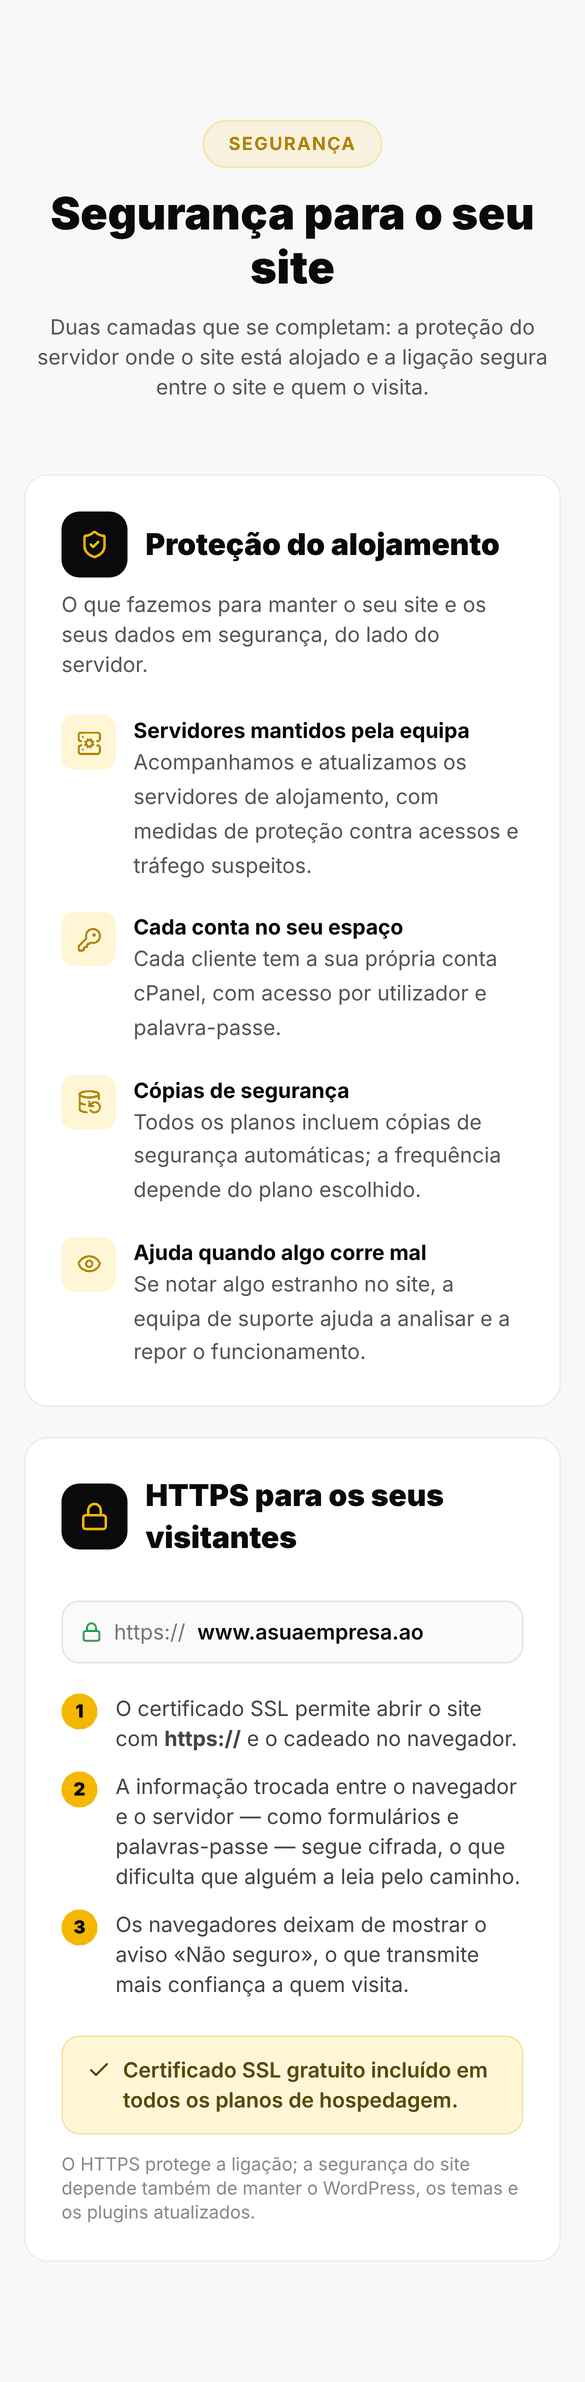 SEGURANÇA
Segurança para o seu
site
Duas camadas que se completam: a proteção do
servidor onde o site está alojado e a ligação segura
entre o site e quem o visita.
Proteção do alojamento
O que fazemos para manter o seu site e os
seus dados em segurança, do lado do
servidor.
Servidores mantidos pela equipa
Acompanhamos e atualizamos os
servidores de alojamento, com
medidas de proteção contra acessos e
tráfego suspeitos.
Cada conta no seu espaço
Cada cliente tem a sua própria conta
cPanel, com acesso por utilizador e
palavra-passe.
Cópias de segurança
Todos os planos incluem cópias de
segurança automáticas; a frequência
depende do plano escolhido.
Ajuda quando algo corre mal
Se notar algo estranho no site, a
equipa de suporte ajuda a analisar e a
repor o funcionamento.
HTTPS para os seus
visitantes
https:// www.asuaempresa.ao
1 O certificado SSL permite abrir o site
com https:// e o cadeado no navegador.
2 A informação trocada entre o navegador
e o servidor — como formulários e
palavras-passe — segue cifrada, o que
dificulta que alguém a leia pelo caminho.
3 Os navegadores deixam de mostrar o
aviso «Não seguro», o que transmite
mais confiança a quem visita.
Certificado SSL gratuito incluído em
todos os planos de hospedagem.
O HTTPS protege a ligação; a segurança do site
depende também de manter o WordPress, os temas e
os plugins atualizados.